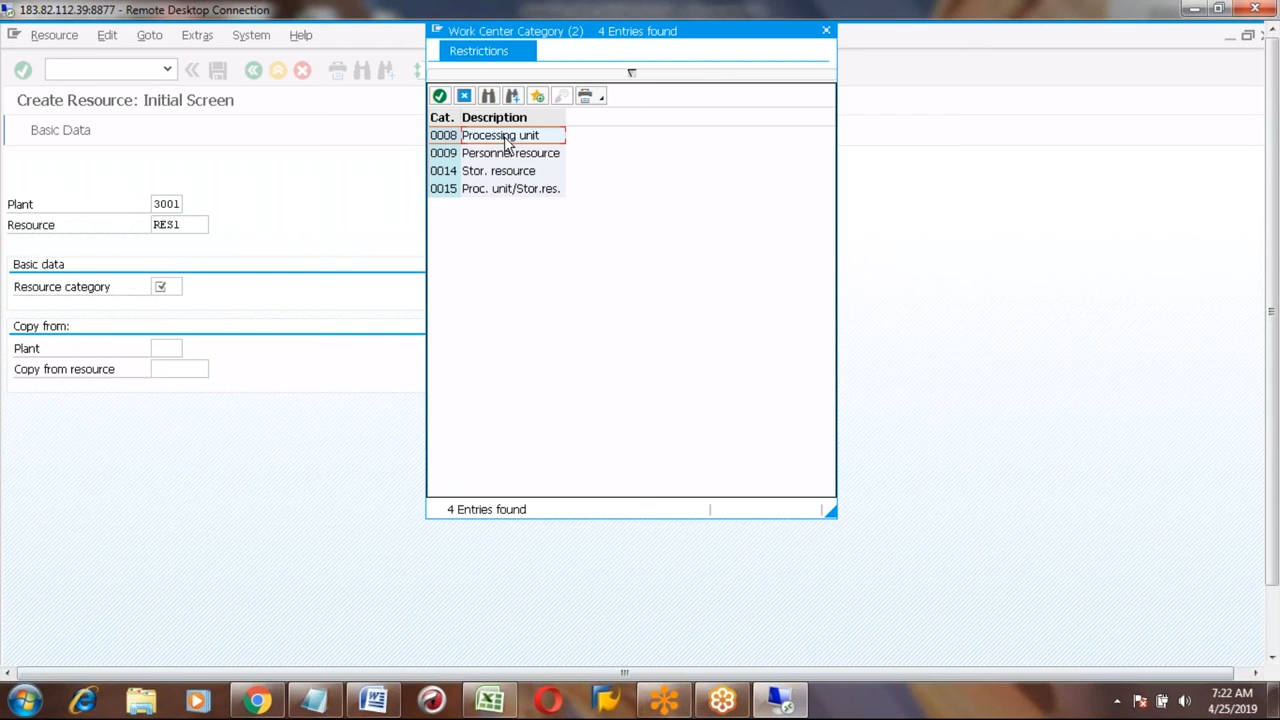 183.82.112.39:8877 - Remote Desktop Connection
Resource Edit Goto Extras System Help
Create Resource: Initial Screen
Basic Data
Plant 3001
Resource RES1
Basic data
Resource category
Copy from:
Plant
Copy from resource
Work Center Category (2) 4 Entries found
Restrictions
Cat. Description
0008 Processing unit
0009 Personnel resource
0014 Stor. resource
0015 Proc. unit/Stor.res.
4 Entries found
7:22 AM
4/25/2019